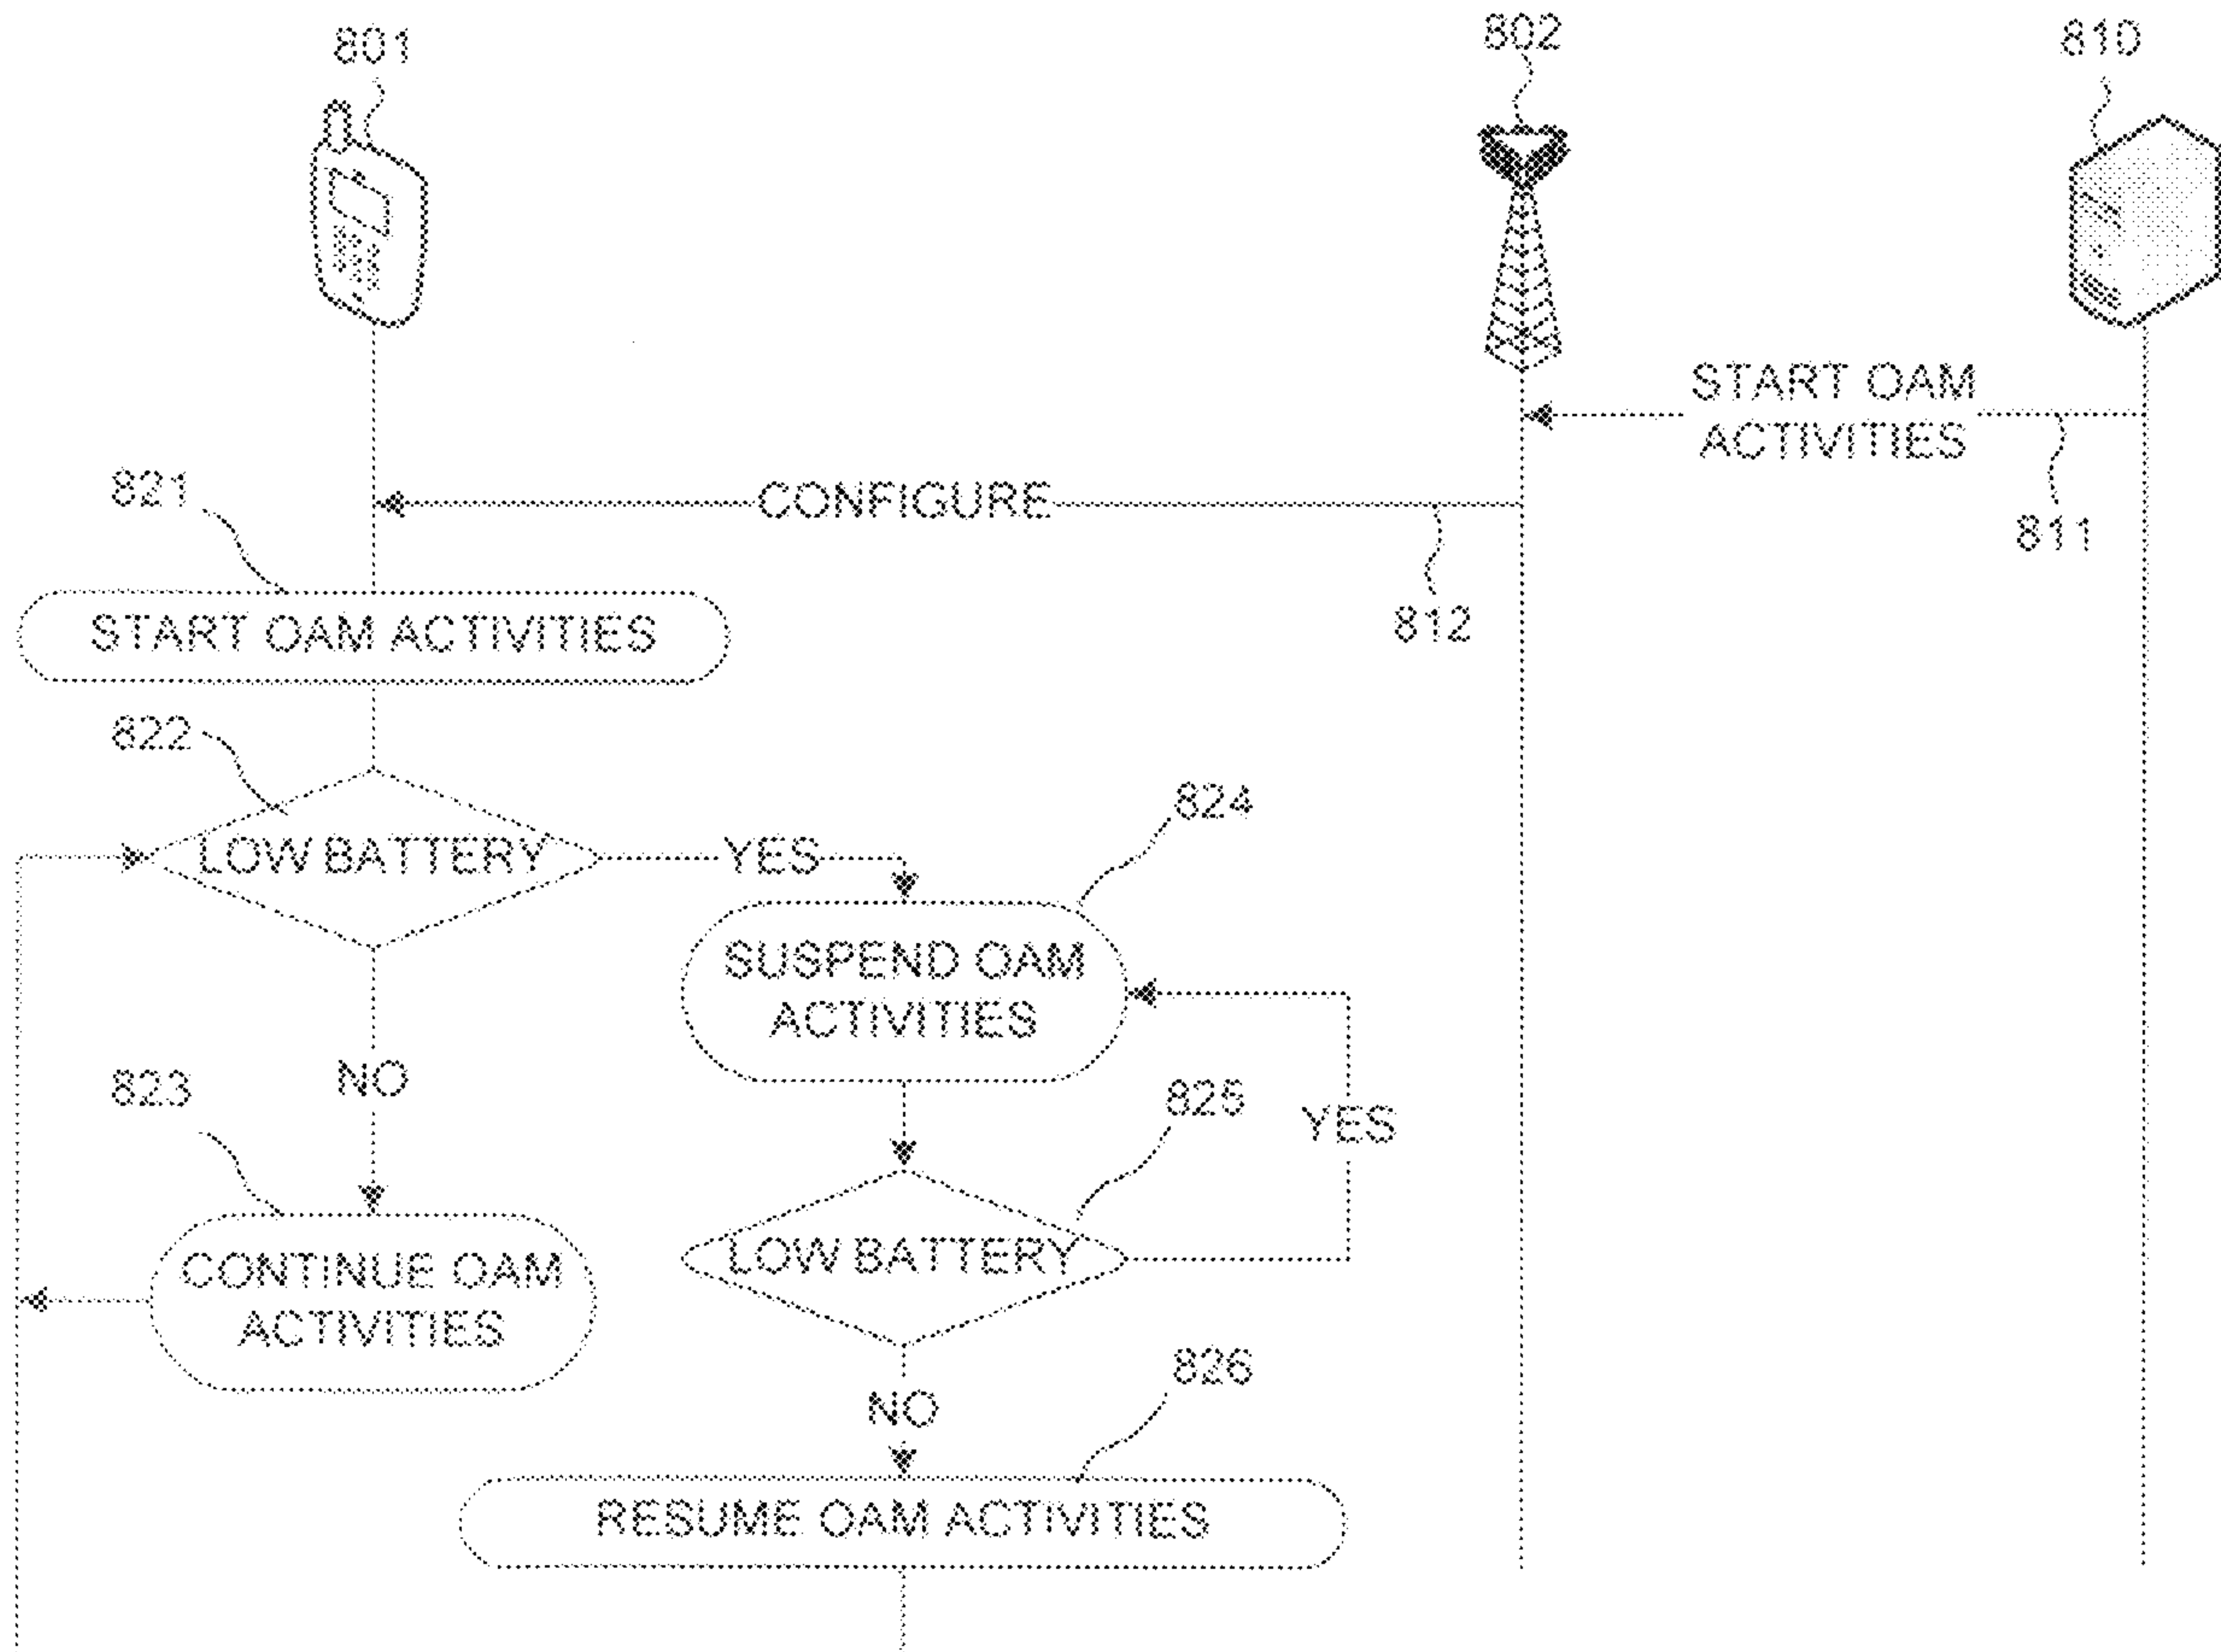 801
802
810
START OAM
ACTIVITIES
811
CONFIGURE
812
821
START OAM ACTIVITIES
822
LOW BATTERY
YES
824
SUSPEND OAM
ACTIVITIES
NO
823
825
YES
CONTINUE OAM
ACTIVITIES
LOW BATTERY
826
NO
RESUME OAM ACTIVITIES